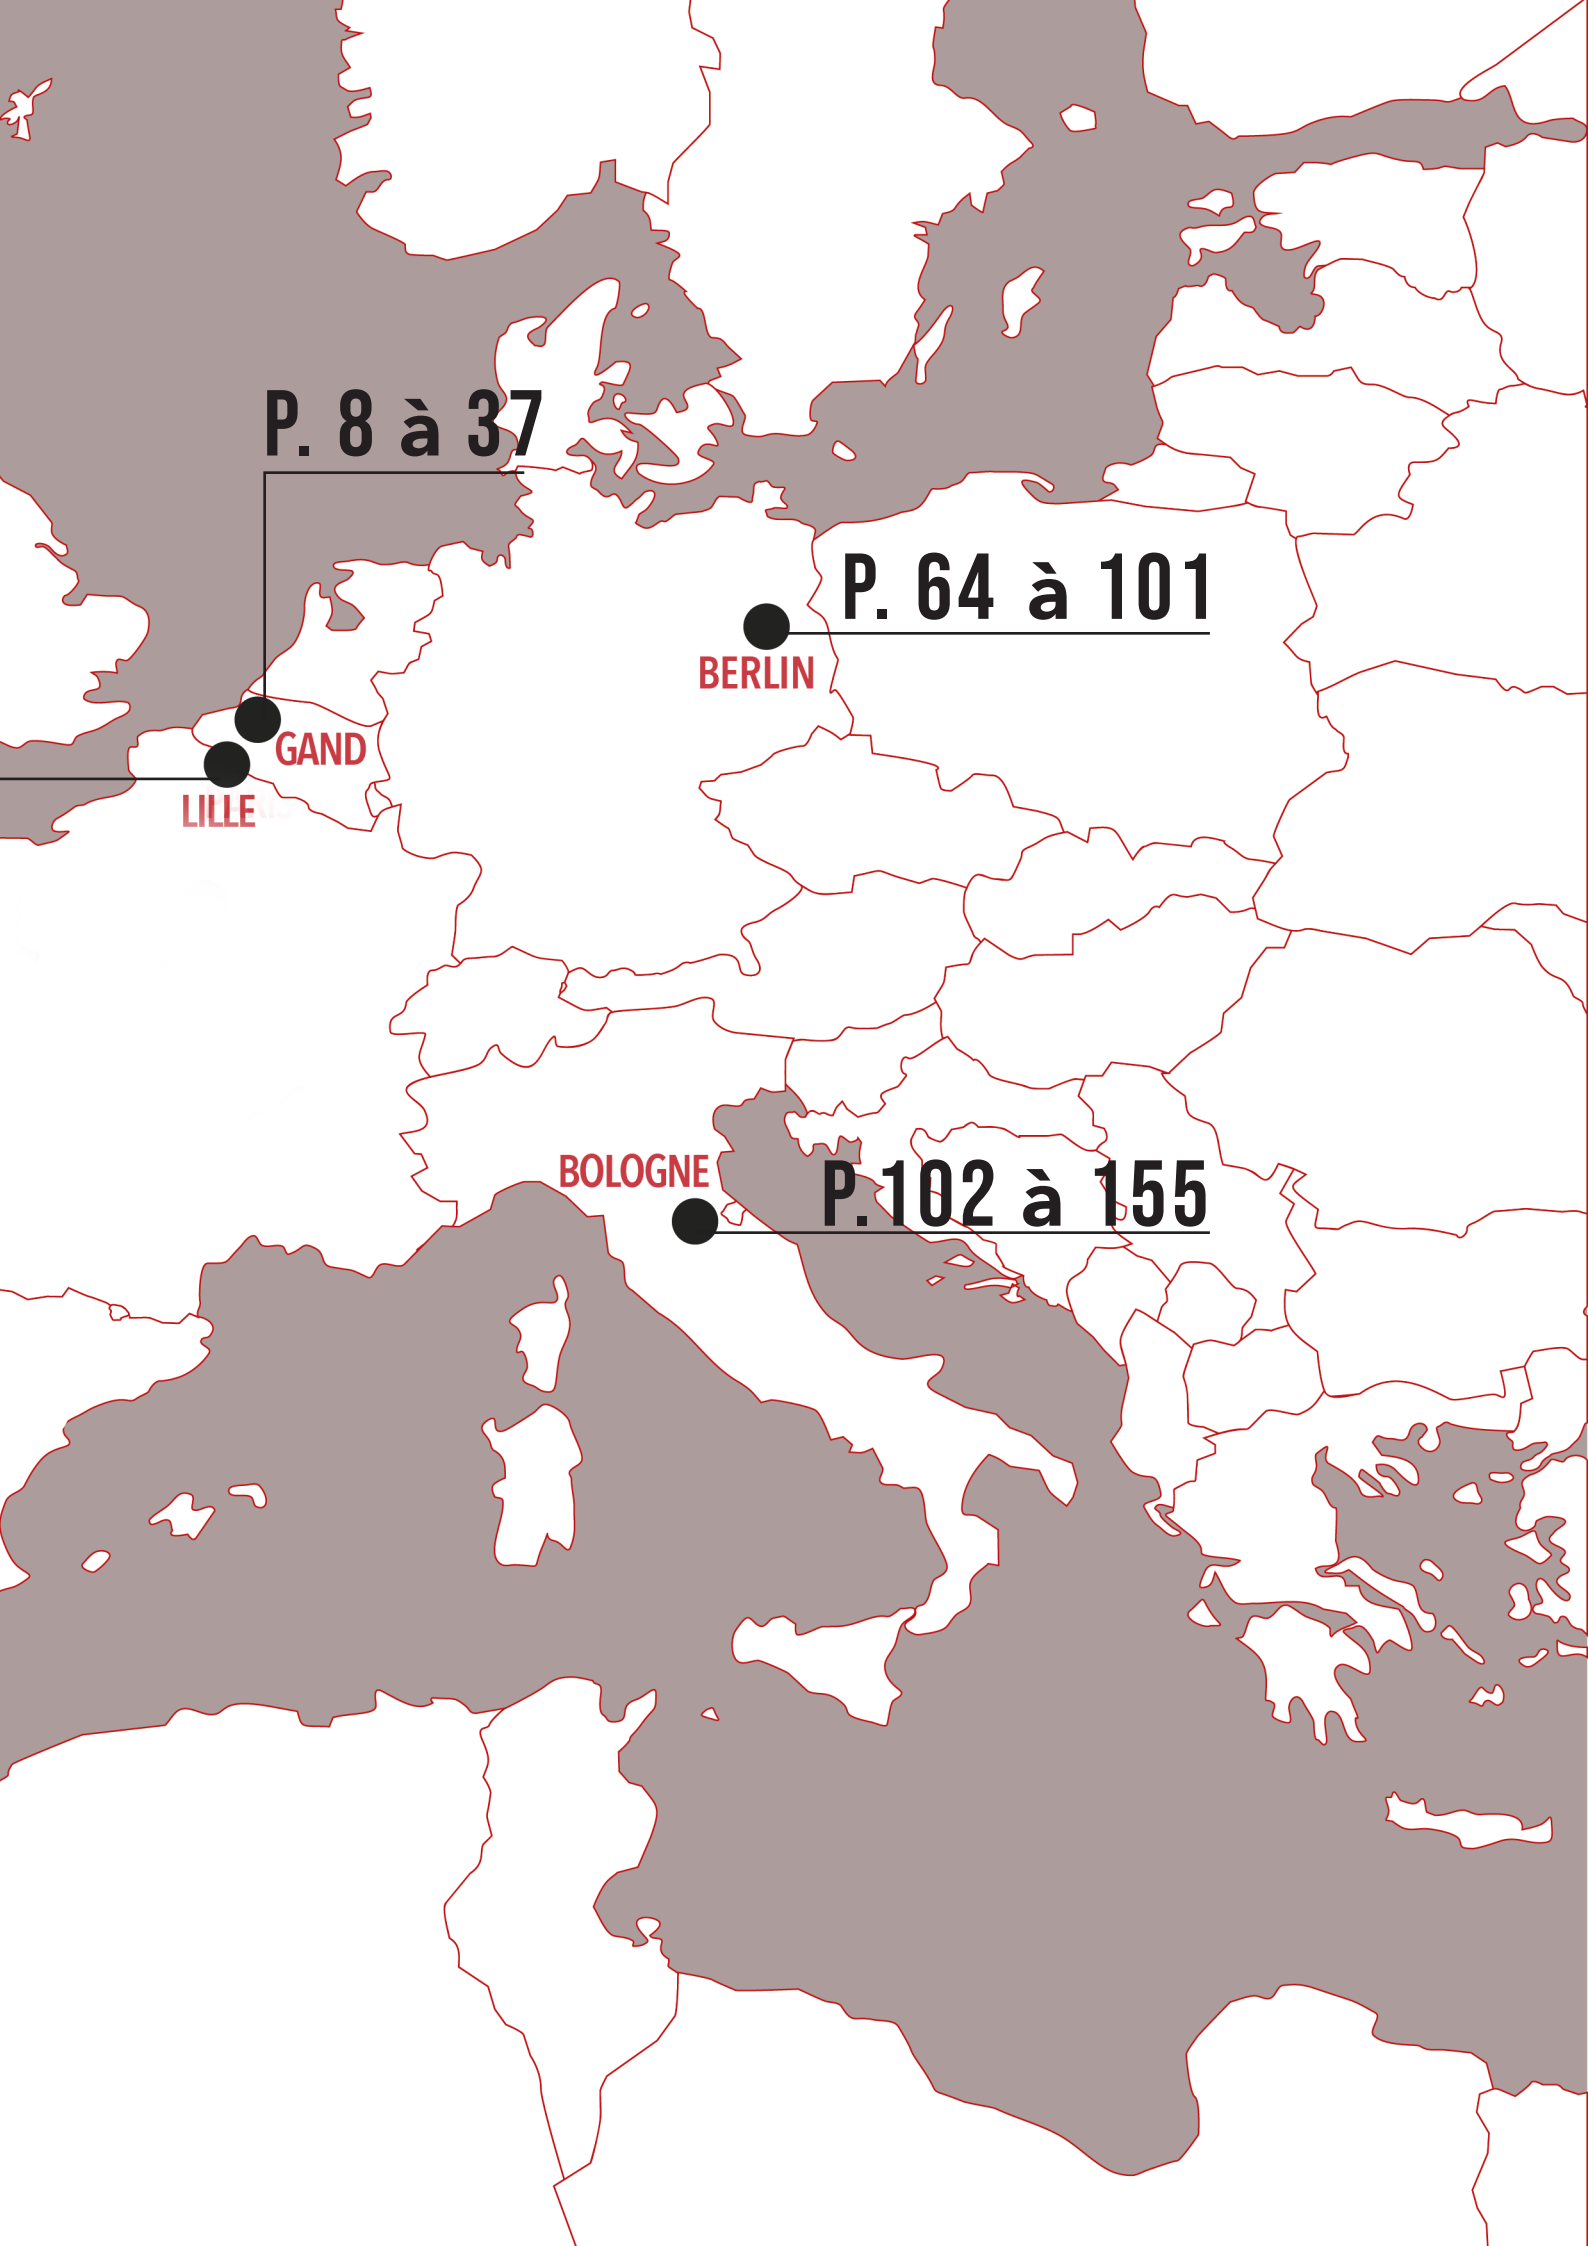 P. 8 à 37
P. 64 à 101
BERLIN
GAND
LILLE
BOLOGNE
P.102 à 155